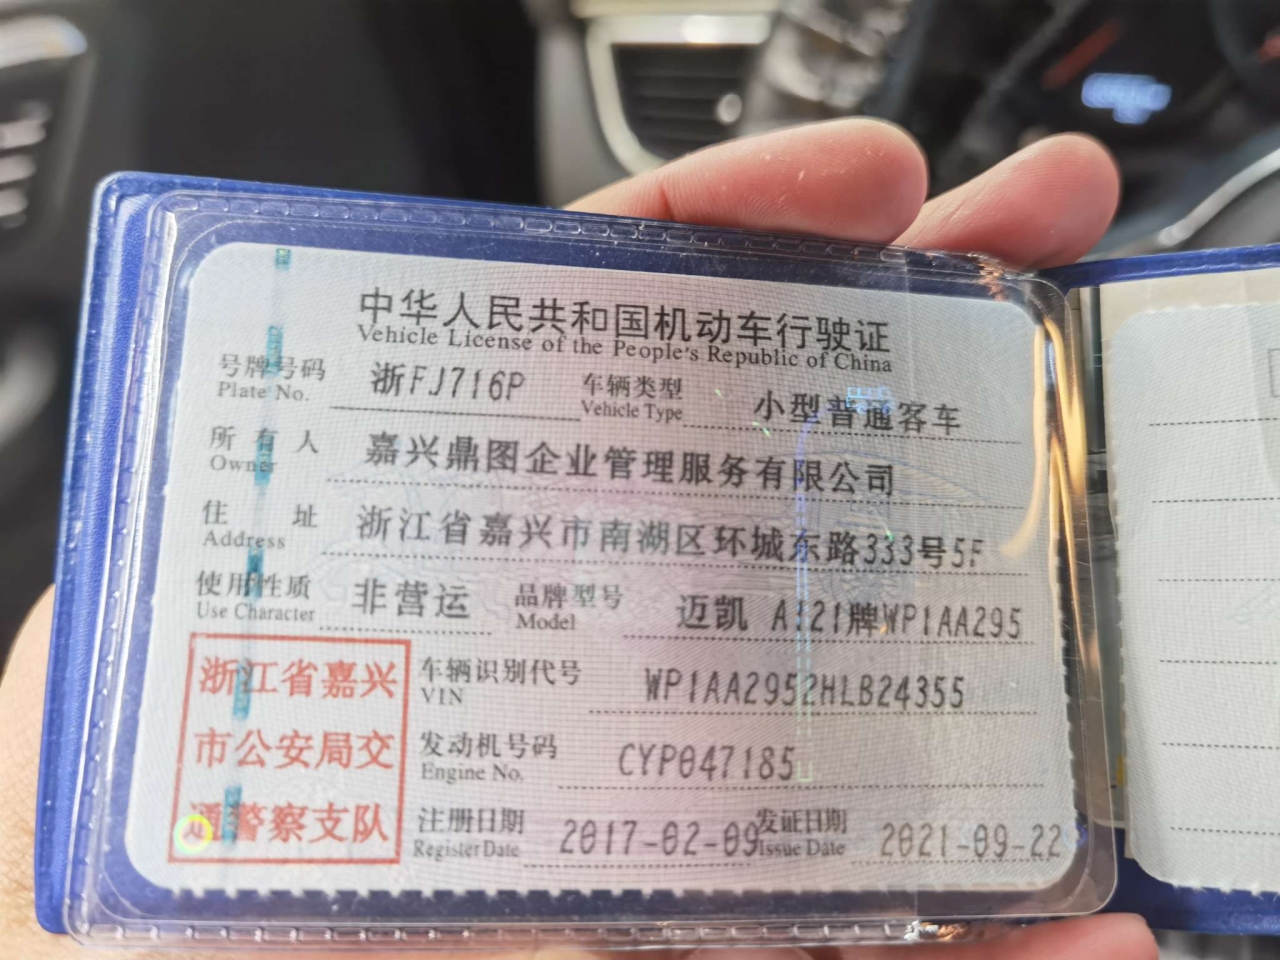 中华人民共和国机动车行驶证
Vehicle License of the People's Republic of China
号牌号码 浙FJ716P 车辆类型 小型普通客车
Plate No. Vehicle Type
所有人 嘉兴鼎图企业管理服务有限公司
Owner
住址 浙江省嘉兴市南湖区环城东路333号5F
Address
使用性质 非营运 品牌型号 迈凯 A!21牌WP1AA295
Use Character Model
浙江省嘉兴
市公安局交
通警察支队
车辆识别代号 WP1AA2952HLB24355
VIN
发动机号码 CYP047185
Engine No.
注册日期 2017-02-09 发证日期 2021-09-22
Register Date Issue Date